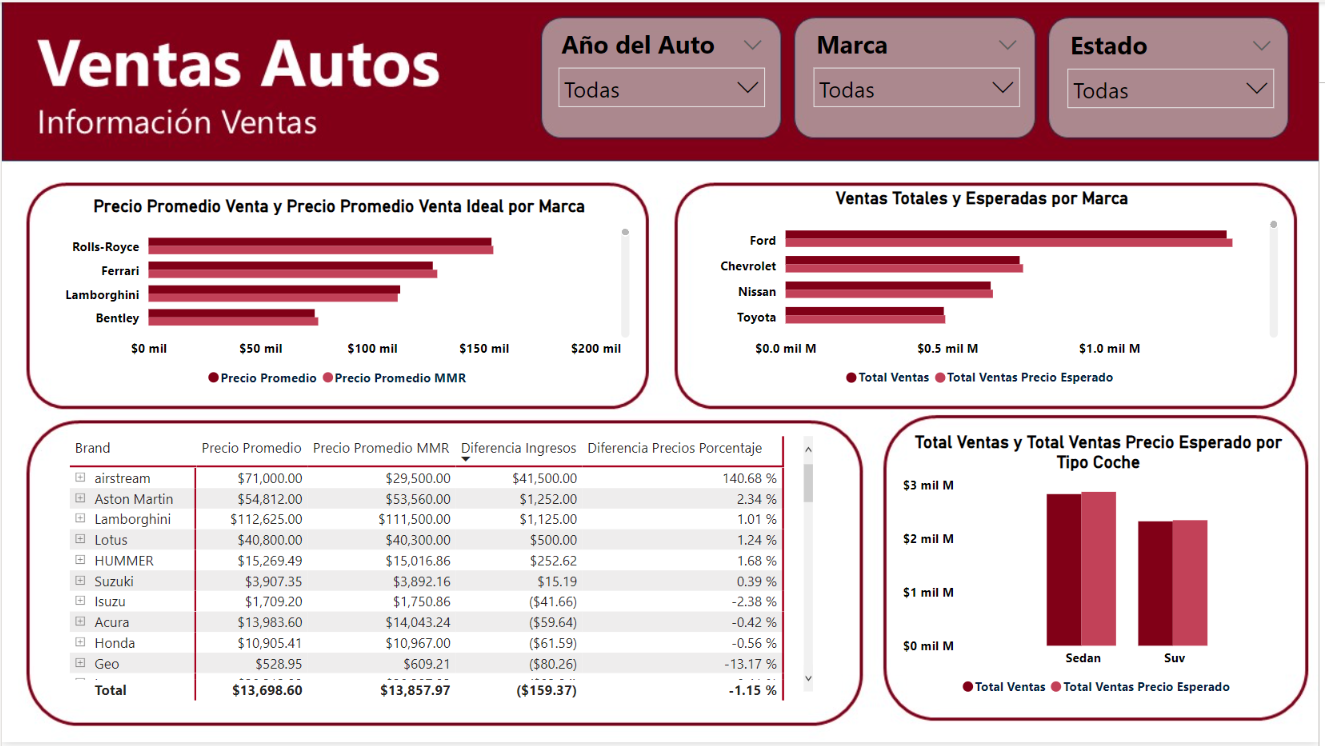 Ventas Autos
Información Ventas
Año del Auto
Todas
Marca
Todas
Estado
Todas
Precio Promedio Venta y Precio Promedio Venta Ideal por Marca
Rolls-Royce
Ferrari
Lamborghini
Bentley
$0 mil $50 mil $100 mil $150 mil $200 mil
Precio Promedio Precio Promedio MMR
Ventas Totales y Esperadas por Marca
Ford
Chevrolet
Nissan
Toyota
$0.0 mil M $0.5 mil M $1.0 mil M
Total Ventas Total Ventas Precio Esperado
Brand Precio Promedio Precio Promedio MMR Diferencia Ingresos Diferencia Precios Porcentaje
airstream $71,000.00 $29,500.00 $41,500.00 140.68 %
Aston Martin $54,812.00 $53,560.00 $1,252.00 2.34 %
Lamborghini $112,625.00 $111,500.00 $1,125.00 1.01 %
Lotus $40,800.00 $40,300.00 $500.00 1.24 %
HUMMER $15,269.49 $15,016.86 $252.62 1.68 %
Suzuki $3,907.35 $3,892.16 $15.19 0.39 %
Isuzu $1,709.20 $1,750.86 ($41.66) -2.38 %
Acura $13,983.60 $14,043.24 ($59.64) -0.42 %
Honda $10,905.41 $10,967.00 ($61.59) -0.56 %
Geo $528.95 $609.21 ($80.26) -13.17 %
Total $13,698.60 $13,857.97 ($159.37) -1.15 %
Total Ventas y Total Ventas Precio Esperado por
Tipo Coche
$3 mil M
$2 mil M
$1 mil M
$0 mil M
Sedan Suv
Total Ventas Total Ventas Precio Esperado